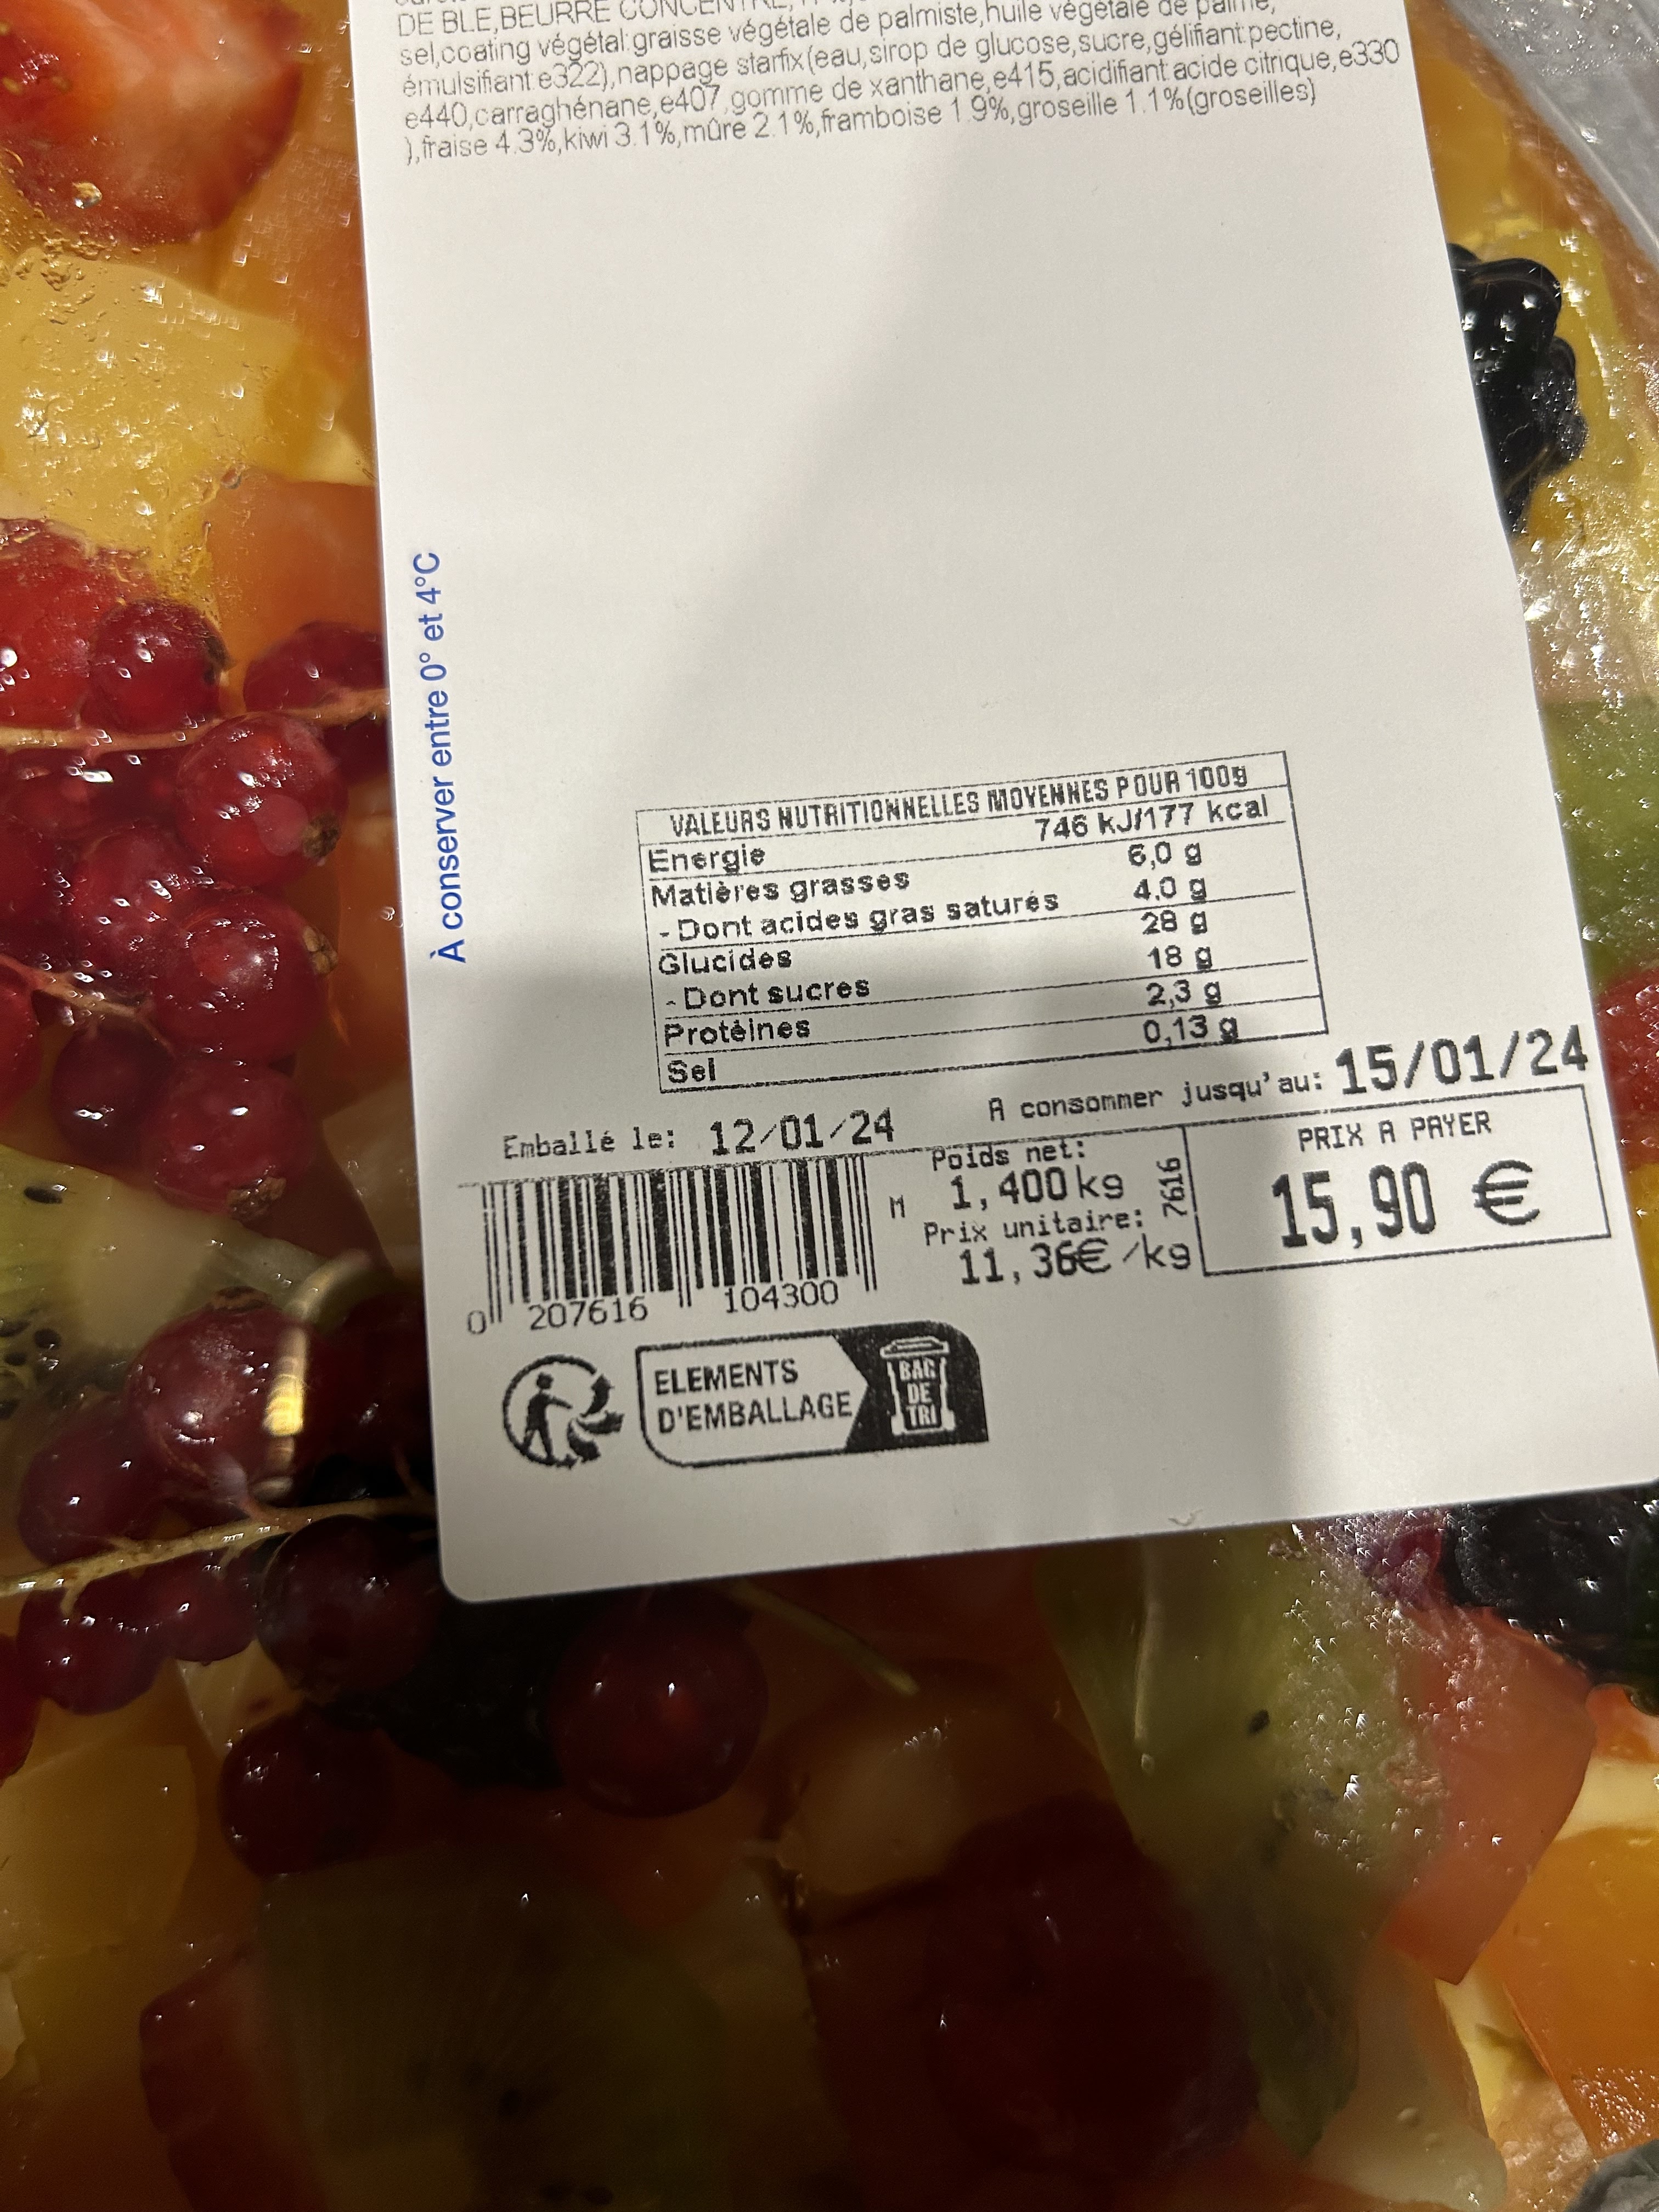 DE BLE,BEURRE
sel,coating végétal:graisse végétale de palmiste,huile végétale de palme,
émulsifiant:e322),nappage starfix(eau,sirop de glucose,sucre,gélifiant:pectine,
e440,carraghénane,e407,gomme de xanthane,e415,acidifiant:acide citrique,e330
),fraise 4.3%,kiwi 3.1%,mûre 2.1%,framboise 1.9%,groseille 1.1%(groseilles)
À conserver entre 0° et 4°C
VALEURS NUTRITIONNELLES MOYENNES POUR 100g
Energie 746 kJ/177 kcal
Matières grasses 6,0 g
- Dont acides gras saturés 4,0 g
Glucides 28 g
- Dont sucres 18 g
Protéines 2,3 g
Sel 0,13 g
Emballé le: 12/01/24 A consommer jusqu'au: 15/01/24
Poids net:
1,400kg
M
Prix unitaire:
11,36€/kg
7616
PRIX A PAYER
15,90 €
0 207616 104300
ELEMENTS
D'EMBALLAGE
BAC
DE
TRI